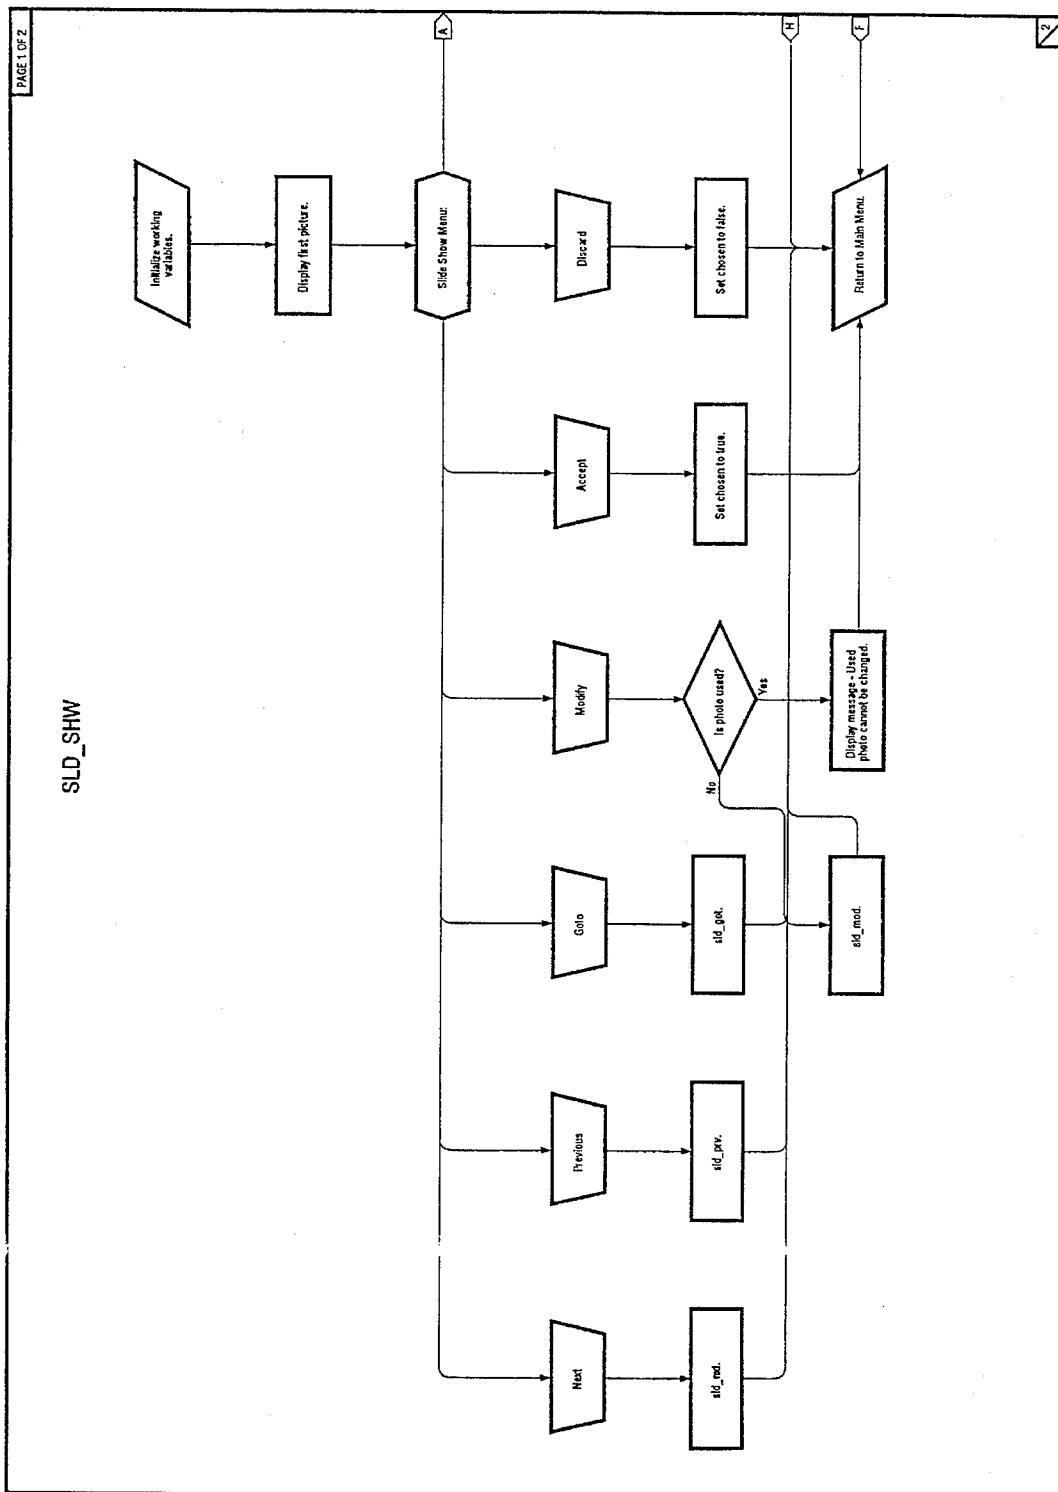 PAGE 1 OF 2
SLD_SHW
Initialize working
variables.
Display first picture.
Slide Show Menu:
A
Next
Previous
Goto
Modify
Accept
Discard
sld_red.
sld_prv.
sld_got.
Is photo used?
Set chosen to true.
Set chosen to false.
No
Yes
H
sld_mod.
Display message - Used
photo cannot be changed.
Return to Main Menu.
F
2